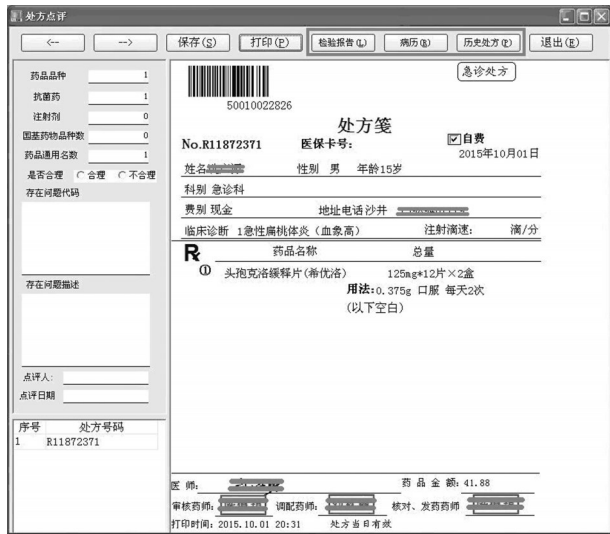 处方点评
<-- --> 保存(S) 打印(P) 检验报告(L) 病历(B) 历史处方(P) 退出(E)
药品品种 1
抗菌药 1
注射剂 0
国基药物品种数 0
药品通用名数 1
是否合理 合理 不合理
存在问题代码
存在问题描述
点评人:
点评日期
序号 处方号码
1 R11872371
急诊处方
50010022826
处方笺
No.R11872371 医保卡号: 自费
2015年10月01日
姓名 性别 男 年龄15岁
科别 急诊科
费别 现金 地址电话沙井
临床诊断 1急性扁桃体炎(血象高) 注射滴速: 滴/分
R 药品名称 总量
① 头孢克洛缓释片(希优洛) 125mg*12片×2盒
用法:0.375g 口服 每天2次
(以下空白)
医 师: 药 品 金 额: 41.88
审核药师: 调配药师: 核对、发药药师
打印时间: 2015.10.01 20:31 处方当日有效